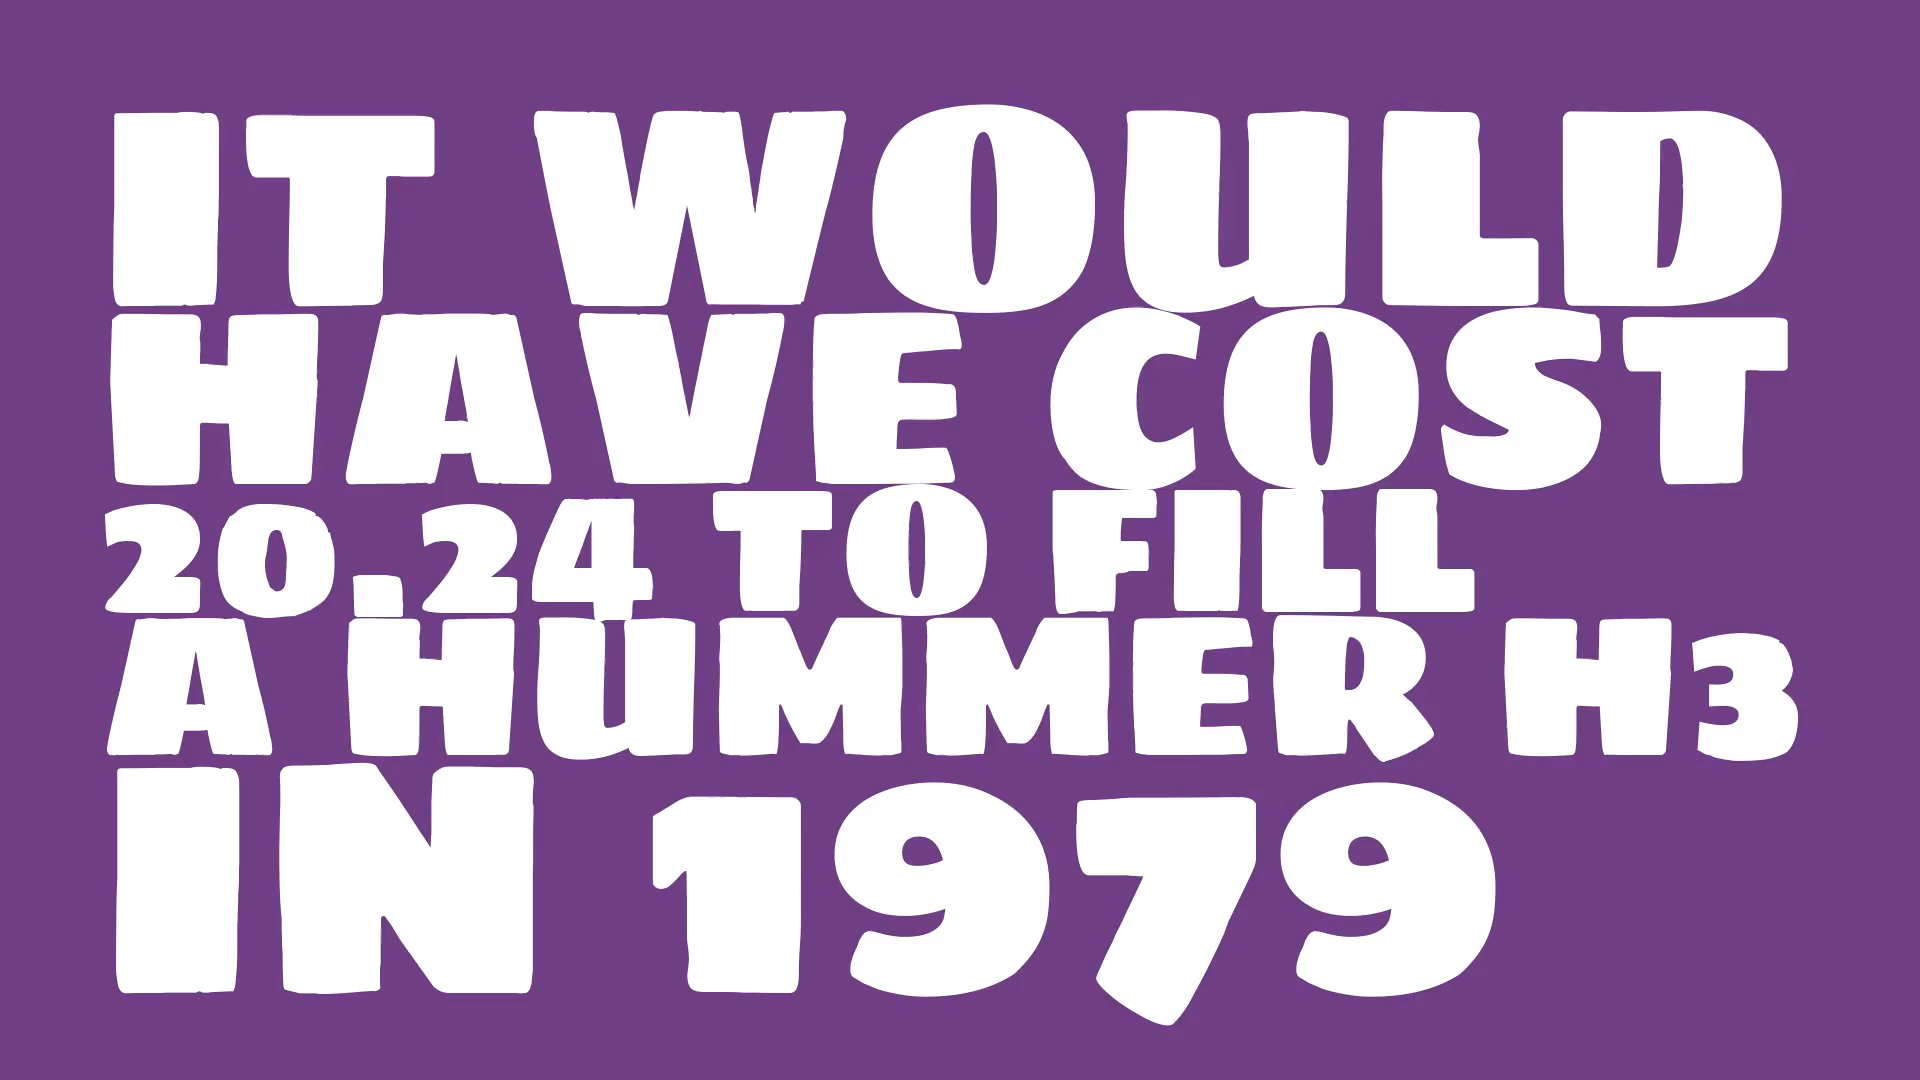 IT WOULD
HAVE COST
20.24 TO FILL
A HUMMER H3
IN 1979